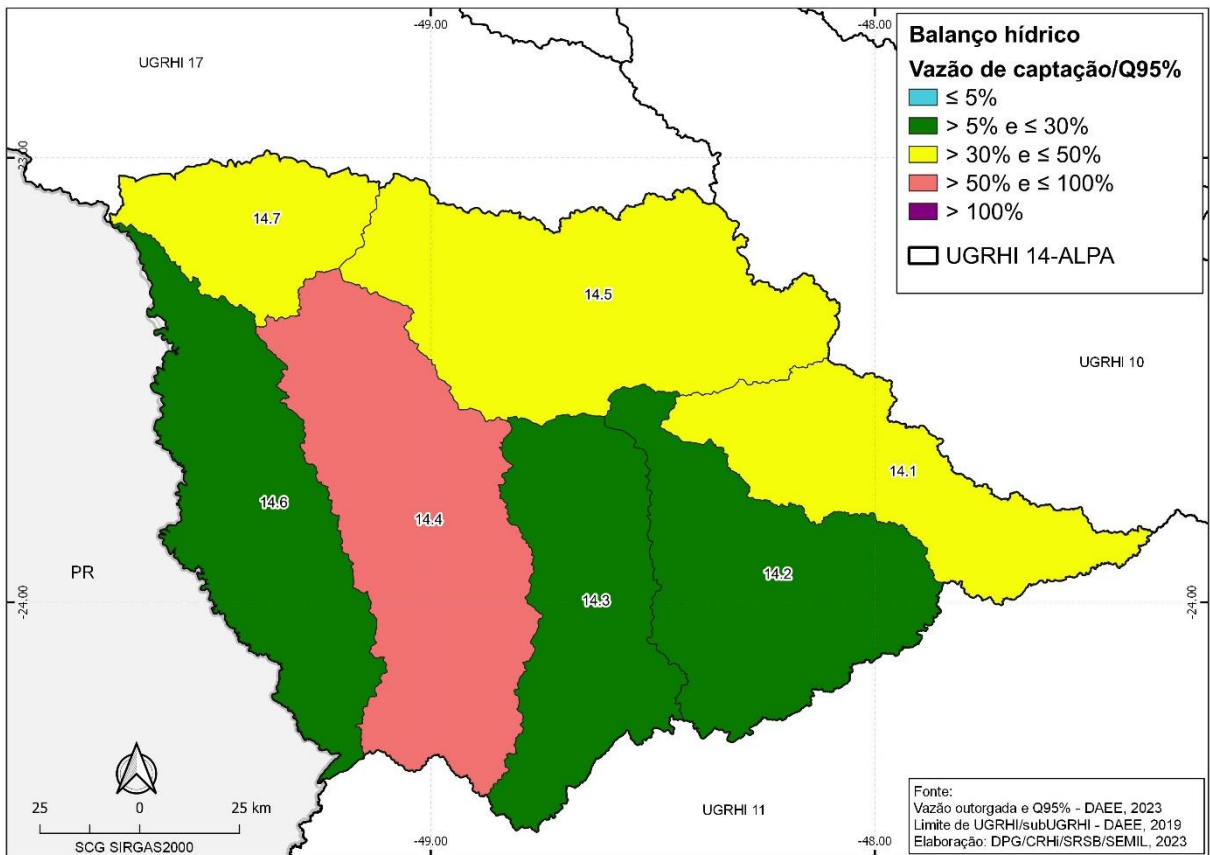 -49.00
-48.00
UGRHI 17
Balanço hídrico
Vazão de captação/Q95%
≤ 5%
> 5% e ≤ 30%
> 30% e ≤ 50%
> 50% e ≤ 100%
> 100%
UGRHI 14-ALPA
-23.00
14.7
14.5
UGRHI 10
14.1
14.6
14.4
14.2
14.3
PR
-24.00
-24.00
25
0
25 km
SCG SIRGAS2000
UGRHI 11
-49.00
-48.00
Fonte:
Vazão outorgada e Q95% - DAEE, 2023
Limite de UGRHI/subUGRHI - DAEE, 2019
Elaboração: DPG/CRHi/SRSB/SEMIL, 2023